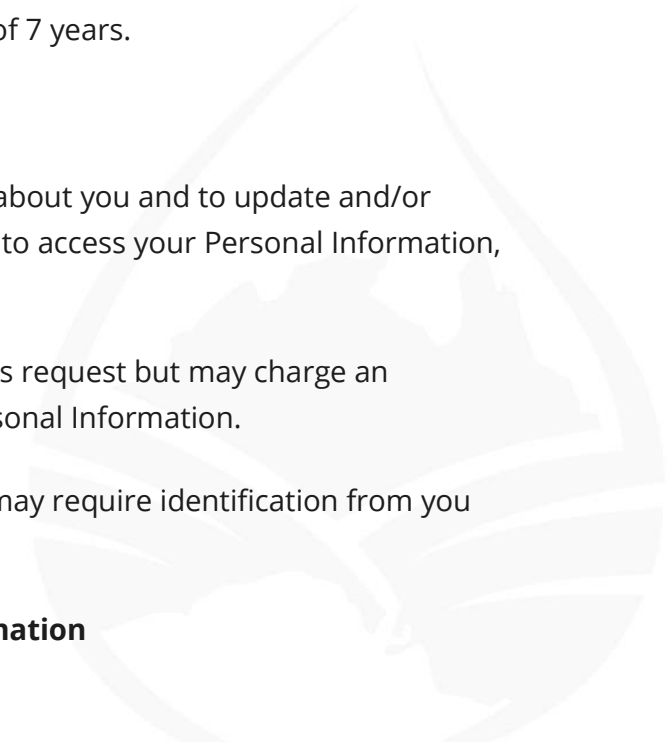 of 7 years.
about you and to update and/or
to access your Personal Information,
s request but may charge an
sonal Information.
may require identification from you
mation